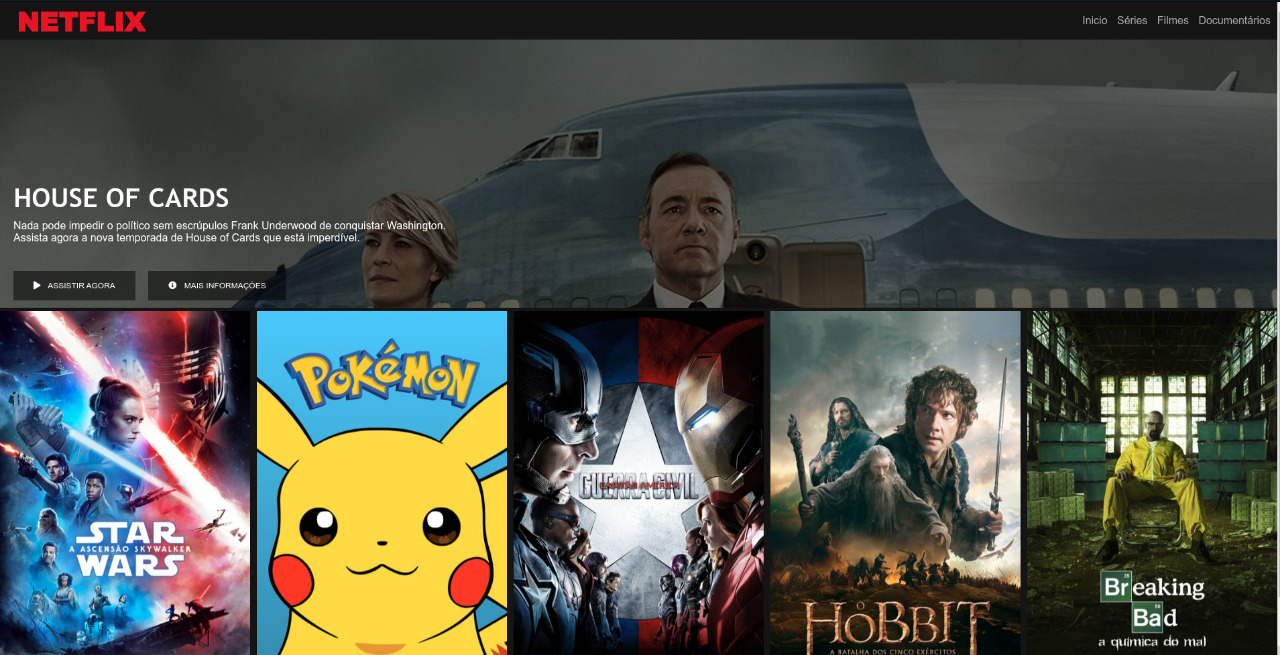 NETFLIX
Inicio Séries Filmes Documentários
HOUSE OF CARDS
Nada pode impedir o político sem escrúpulos Frank Underwood de conquistar Washington.
Assista agora a nova temporada de House of Cards que está imperdível.
ASSISTIR AGORA
MAIS INFORMAÇÕES
STAR
A ASCENSÃO SKYWALKER
WARS
POKéMON
CAPITÃO AMÉRICA
GUERRA CIVIL
O
HOBBIT
A BATALHA DOS CINCO EXÉRCITOS
35
Breaking
56
Bad
a química do mal